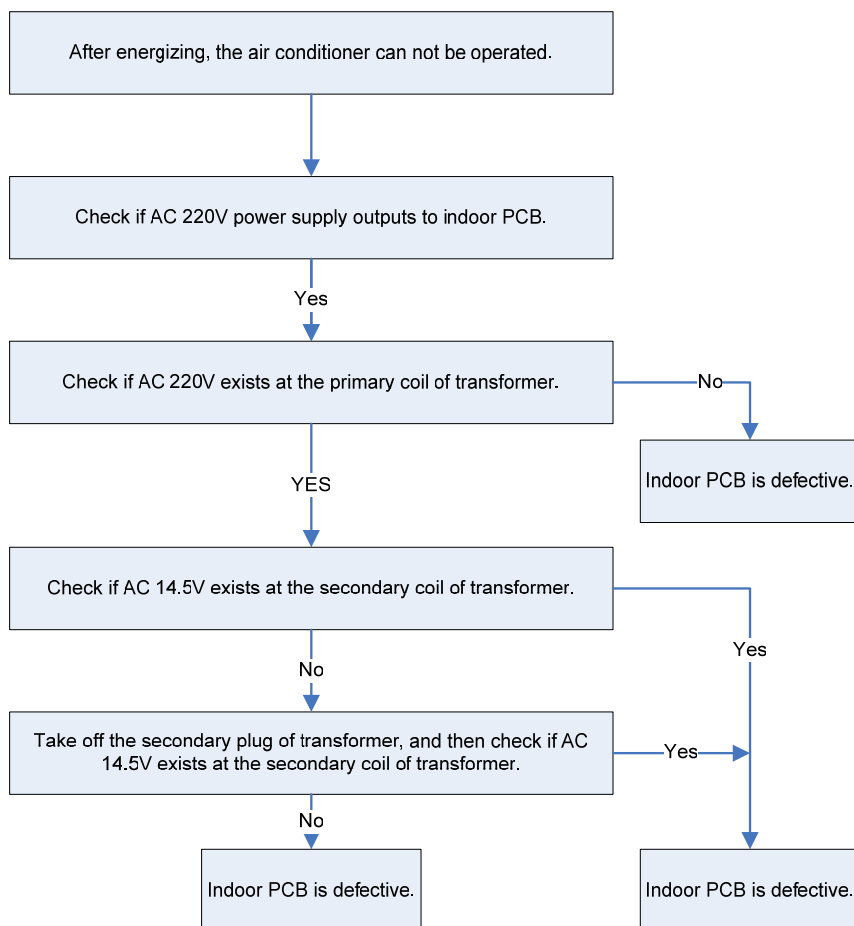 After energizing, the air conditioner can not be operated.
Check if AC 220V power supply outputs to indoor PCB.
Yes
Check if AC 220V exists at the primary coil of transformer.
No
Indoor PCB is defective.
YES
Check if AC 14.5V exists at the secondary coil of transformer.
Yes
No
Take off the secondary plug of transformer, and then check if AC
14.5V exists at the secondary coil of transformer.
Yes
No
Indoor PCB is defective.
Indoor PCB is defective.